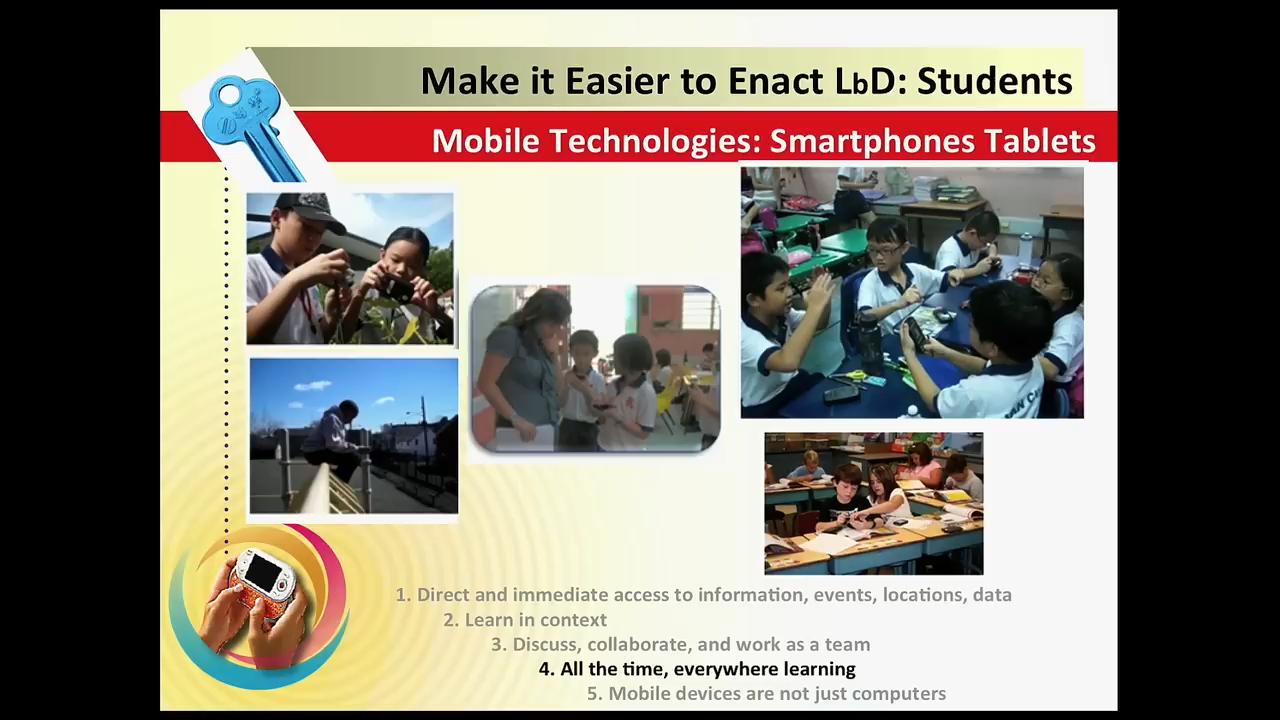 Make it Easier to Enact LbD: Students
Mobile Technologies: Smartphones Tablets
1. Direct and immediate access to information, events, locations, data
2. Learn in context
3. Discuss, collaborate, and work as a team
4. All the time, everywhere learning
5. Mobile devices are not just computers